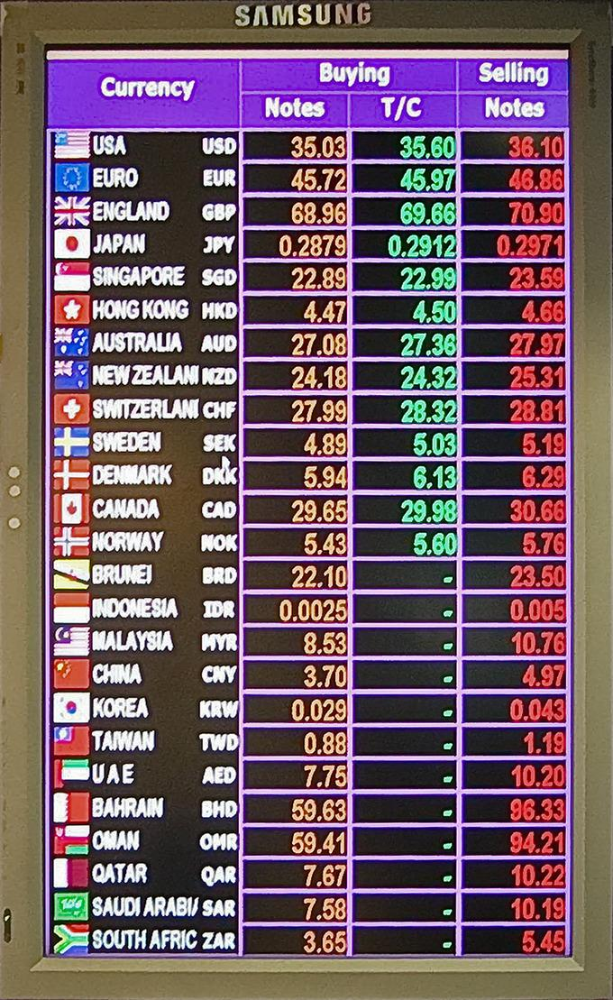 SAMSUNG
Currency Buying Selling
Notes T/C Notes
USA USD 35.03 35.60 36.10
EURO EUR 45.72 45.97 46.86
ENGLAND GBP 68.96 69.66 70.90
JAPAN JPY 0.2879 0.2912 0.2971
SINGAPORE SGD 22.89 22.99 23.59
HONG KONG HKD 4.47 4.50 4.66
AUSTRALIA AUD 27.08 27.36 27.97
NEW ZEALAN NZD 24.18 24.32 25.31
SWITZERLAN CHF 27.99 28.32 28.81
SWEDEN SEK 4.89 5.03 5.19
DENMARK DKK 5.94 6.13 6.29
CANADA CAD 29.65 29.98 30.66
NORWAY NOK 5.43 5.60 5.76
BRUNEI BRD 22.10 - 23.50
INDONESIA IDR 0.0025 - 0.005
MALAYSIA MYR 8.53 - 10.76
CHINA CNY 3.70 - 4.97
KOREA KRW 0.029 - 0.043
TAIWAN TWD 0.88 - 1.19
U A E AED 7.75 - 10.20
BAHRAIN BHD 59.63 - 96.33
OMAN OMR 59.41 - 94.21
QATAR QAR 7.67 - 10.22
SAUDI ARABI SAR 7.58 - 10.19
SOUTH AFRIC ZAR 3.65 - 5.45